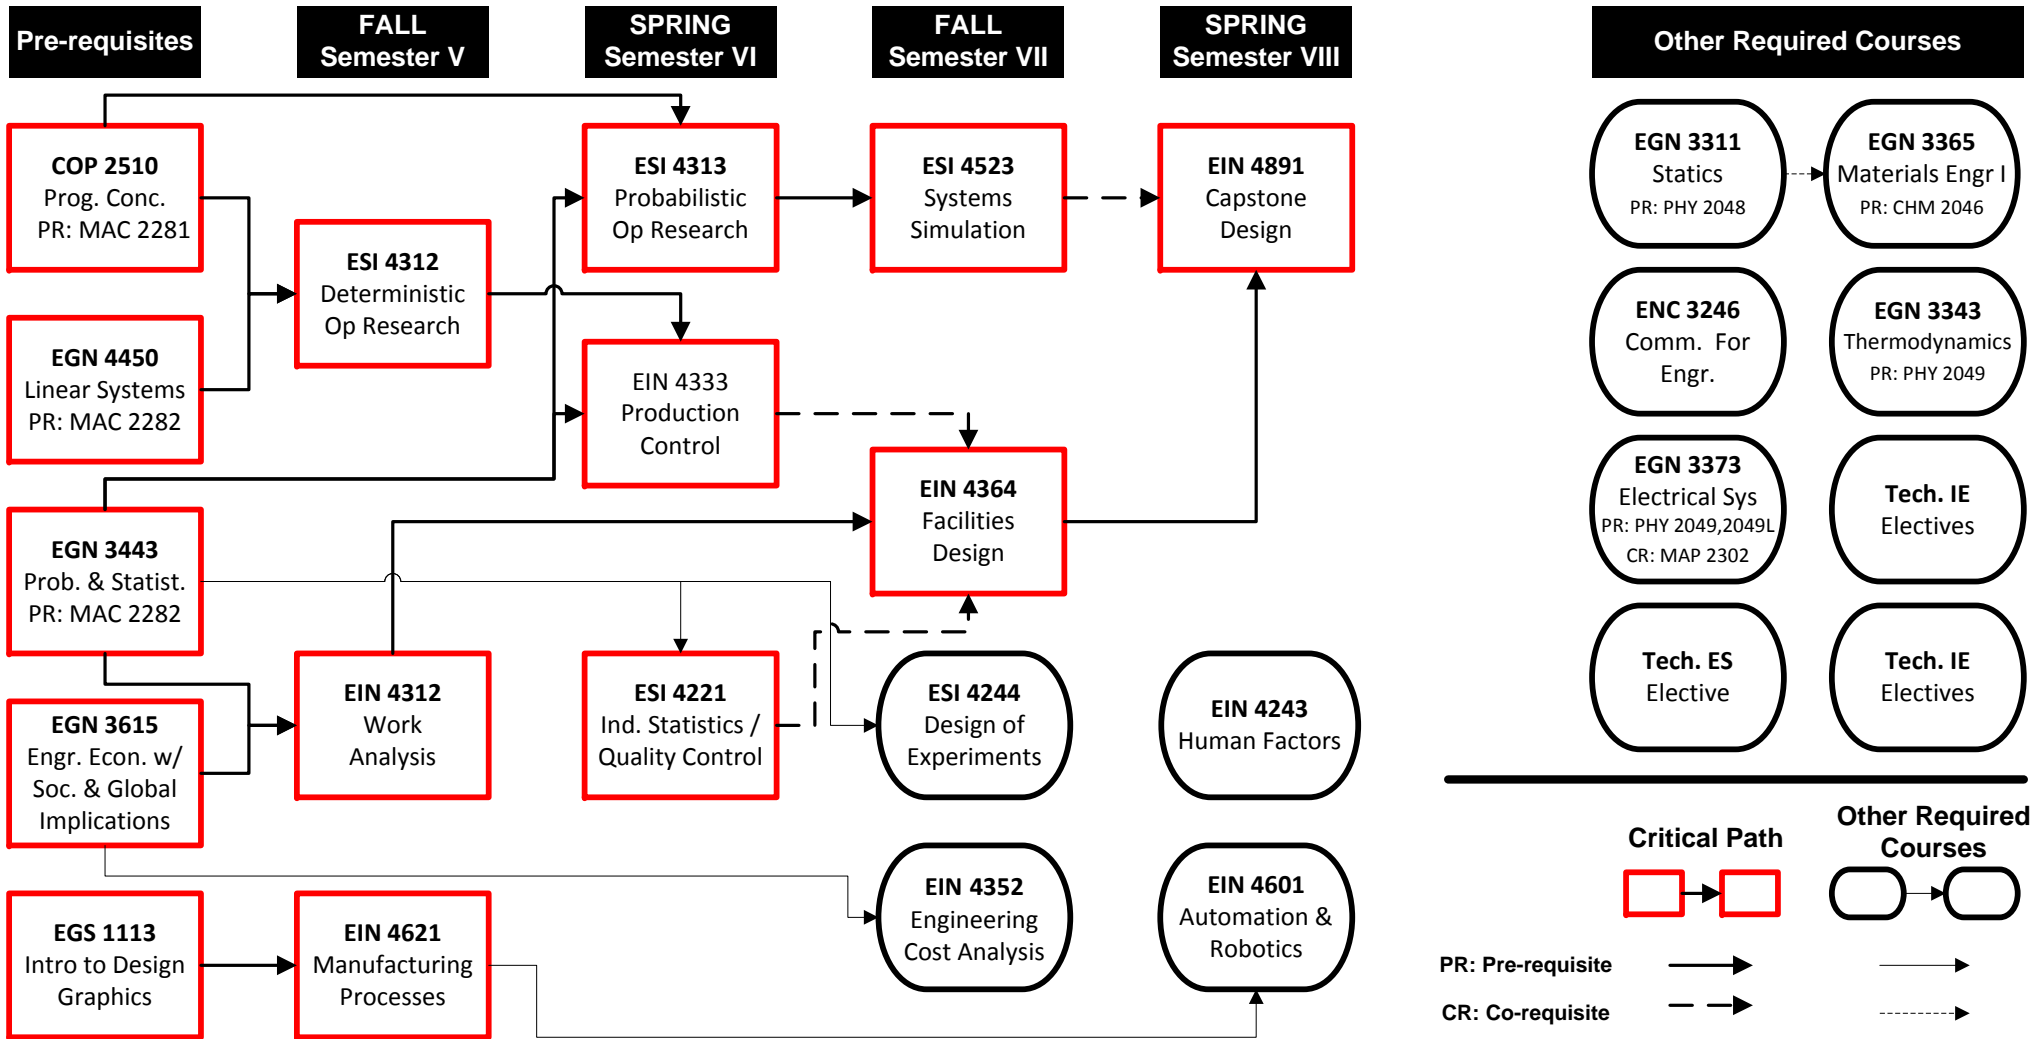 Pre-requisites
FALL
Semester V
SPRING
Semester VI
FALL
Semester VII
SPRING
Semester VIII
Other Required Courses
COP 2510
Prog. Conc.
PR: MAC 2281
EGN 4450
Linear Systems
PR: MAC 2282
EGN 3443
Prob. & Statist.
PR: MAC 2282
EGN 3615
Engr. Econ. w/
Soc. & Global
Implications
EGS 1113
Intro to Design
Graphics
ESI 4312
Deterministic
Op Research
EIN 4312
Work
Analysis
EIN 4621
Manufacturing
Processes
ESI 4313
Probabilistic
Op Research
EIN 4333
Production
Control
ESI 4221
Ind. Statistics /
Quality Control
ESI 4523
Systems
Simulation
EIN 4364
Facilities
Design
ESI 4244
Design of
Experiments
EIN 4352
Engineering
Cost Analysis
EIN 4891
Capstone
Design
EIN 4243
Human Factors
EIN 4601
Automation &
Robotics
EGN 3311
Statics
PR: PHY 2048
EGN 3365
Materials Engr I
PR: CHM 2046
ENC 3246
Comm. For
Engr.
EGN 3343
Thermodynamics
PR: PHY 2049
EGN 3373
Electrical Sys
PR: PHY 2049,2049L
CR: MAP 2302
Tech. IE
Electives
Tech. ES
Elective
Tech. IE
Electives
Critical Path
Other Required
Courses
PR: Pre-requisite
CR: Co-requisite